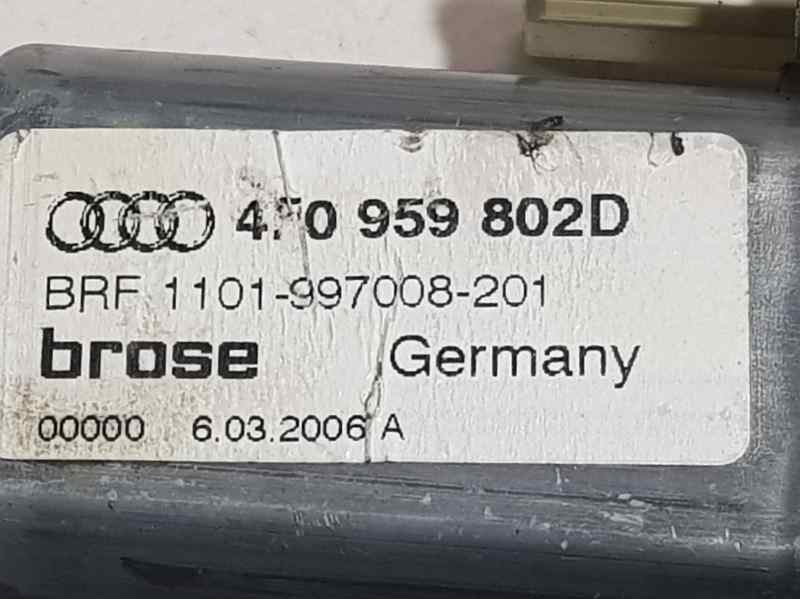 4F0 959 802D
BRF 1101-997008-201
brose Germany
00000 6.03.2006 A